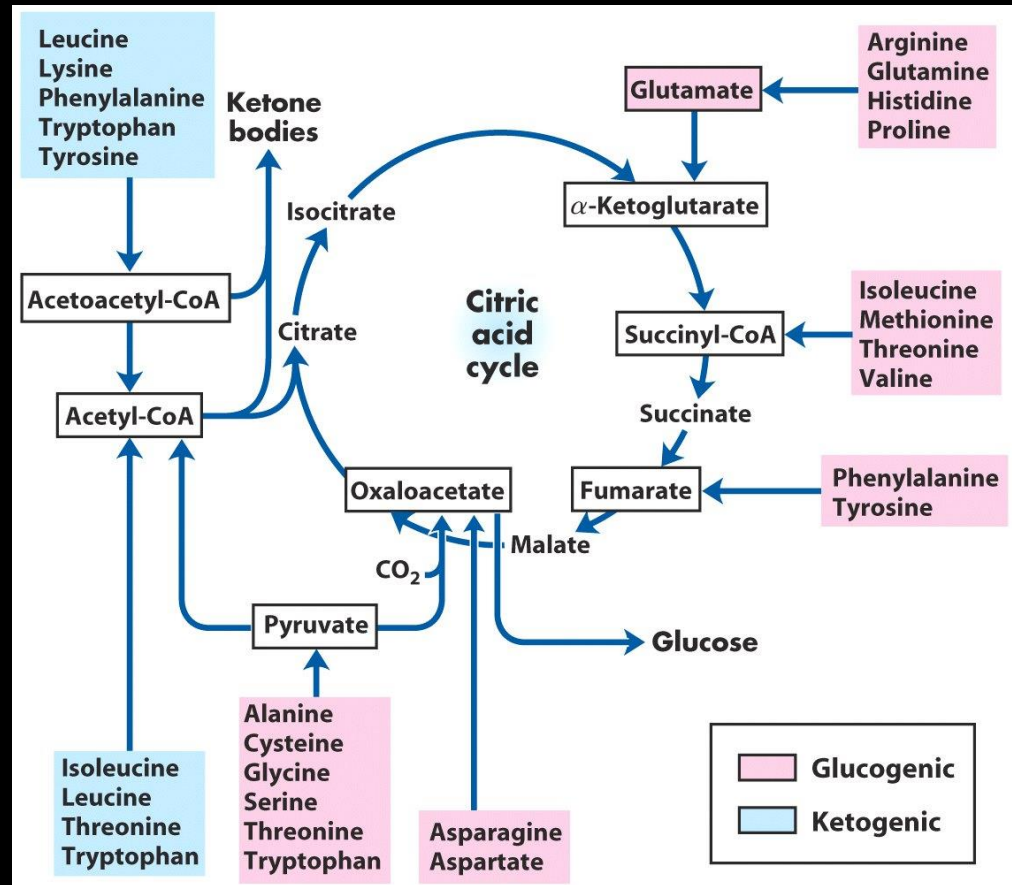 Leucine
Lysine
Phenylalanine
Tryptophan
Tyrosine
Ketone
bodies
Glutamate
Arginine
Glutamine
Histidine
Proline
Isocitrate
α-Ketoglutarate
Acetoacetyl-CoA
Citrate
Citric
acid
cycle
Succinyl-CoA
Isoleucine
Methionine
Threonine
Valine
Acetyl-CoA
Succinate
Oxaloacetate
Fumarate
Phenylalanine
Tyrosine
Malate
CO₂
Pyruvate
Glucose
Isoleucine
Leucine
Threonine
Tryptophan
Alanine
Cysteine
Glycine
Serine
Threonine
Tryptophan
Asparagine
Aspartate
Glucogenic
Ketogenic